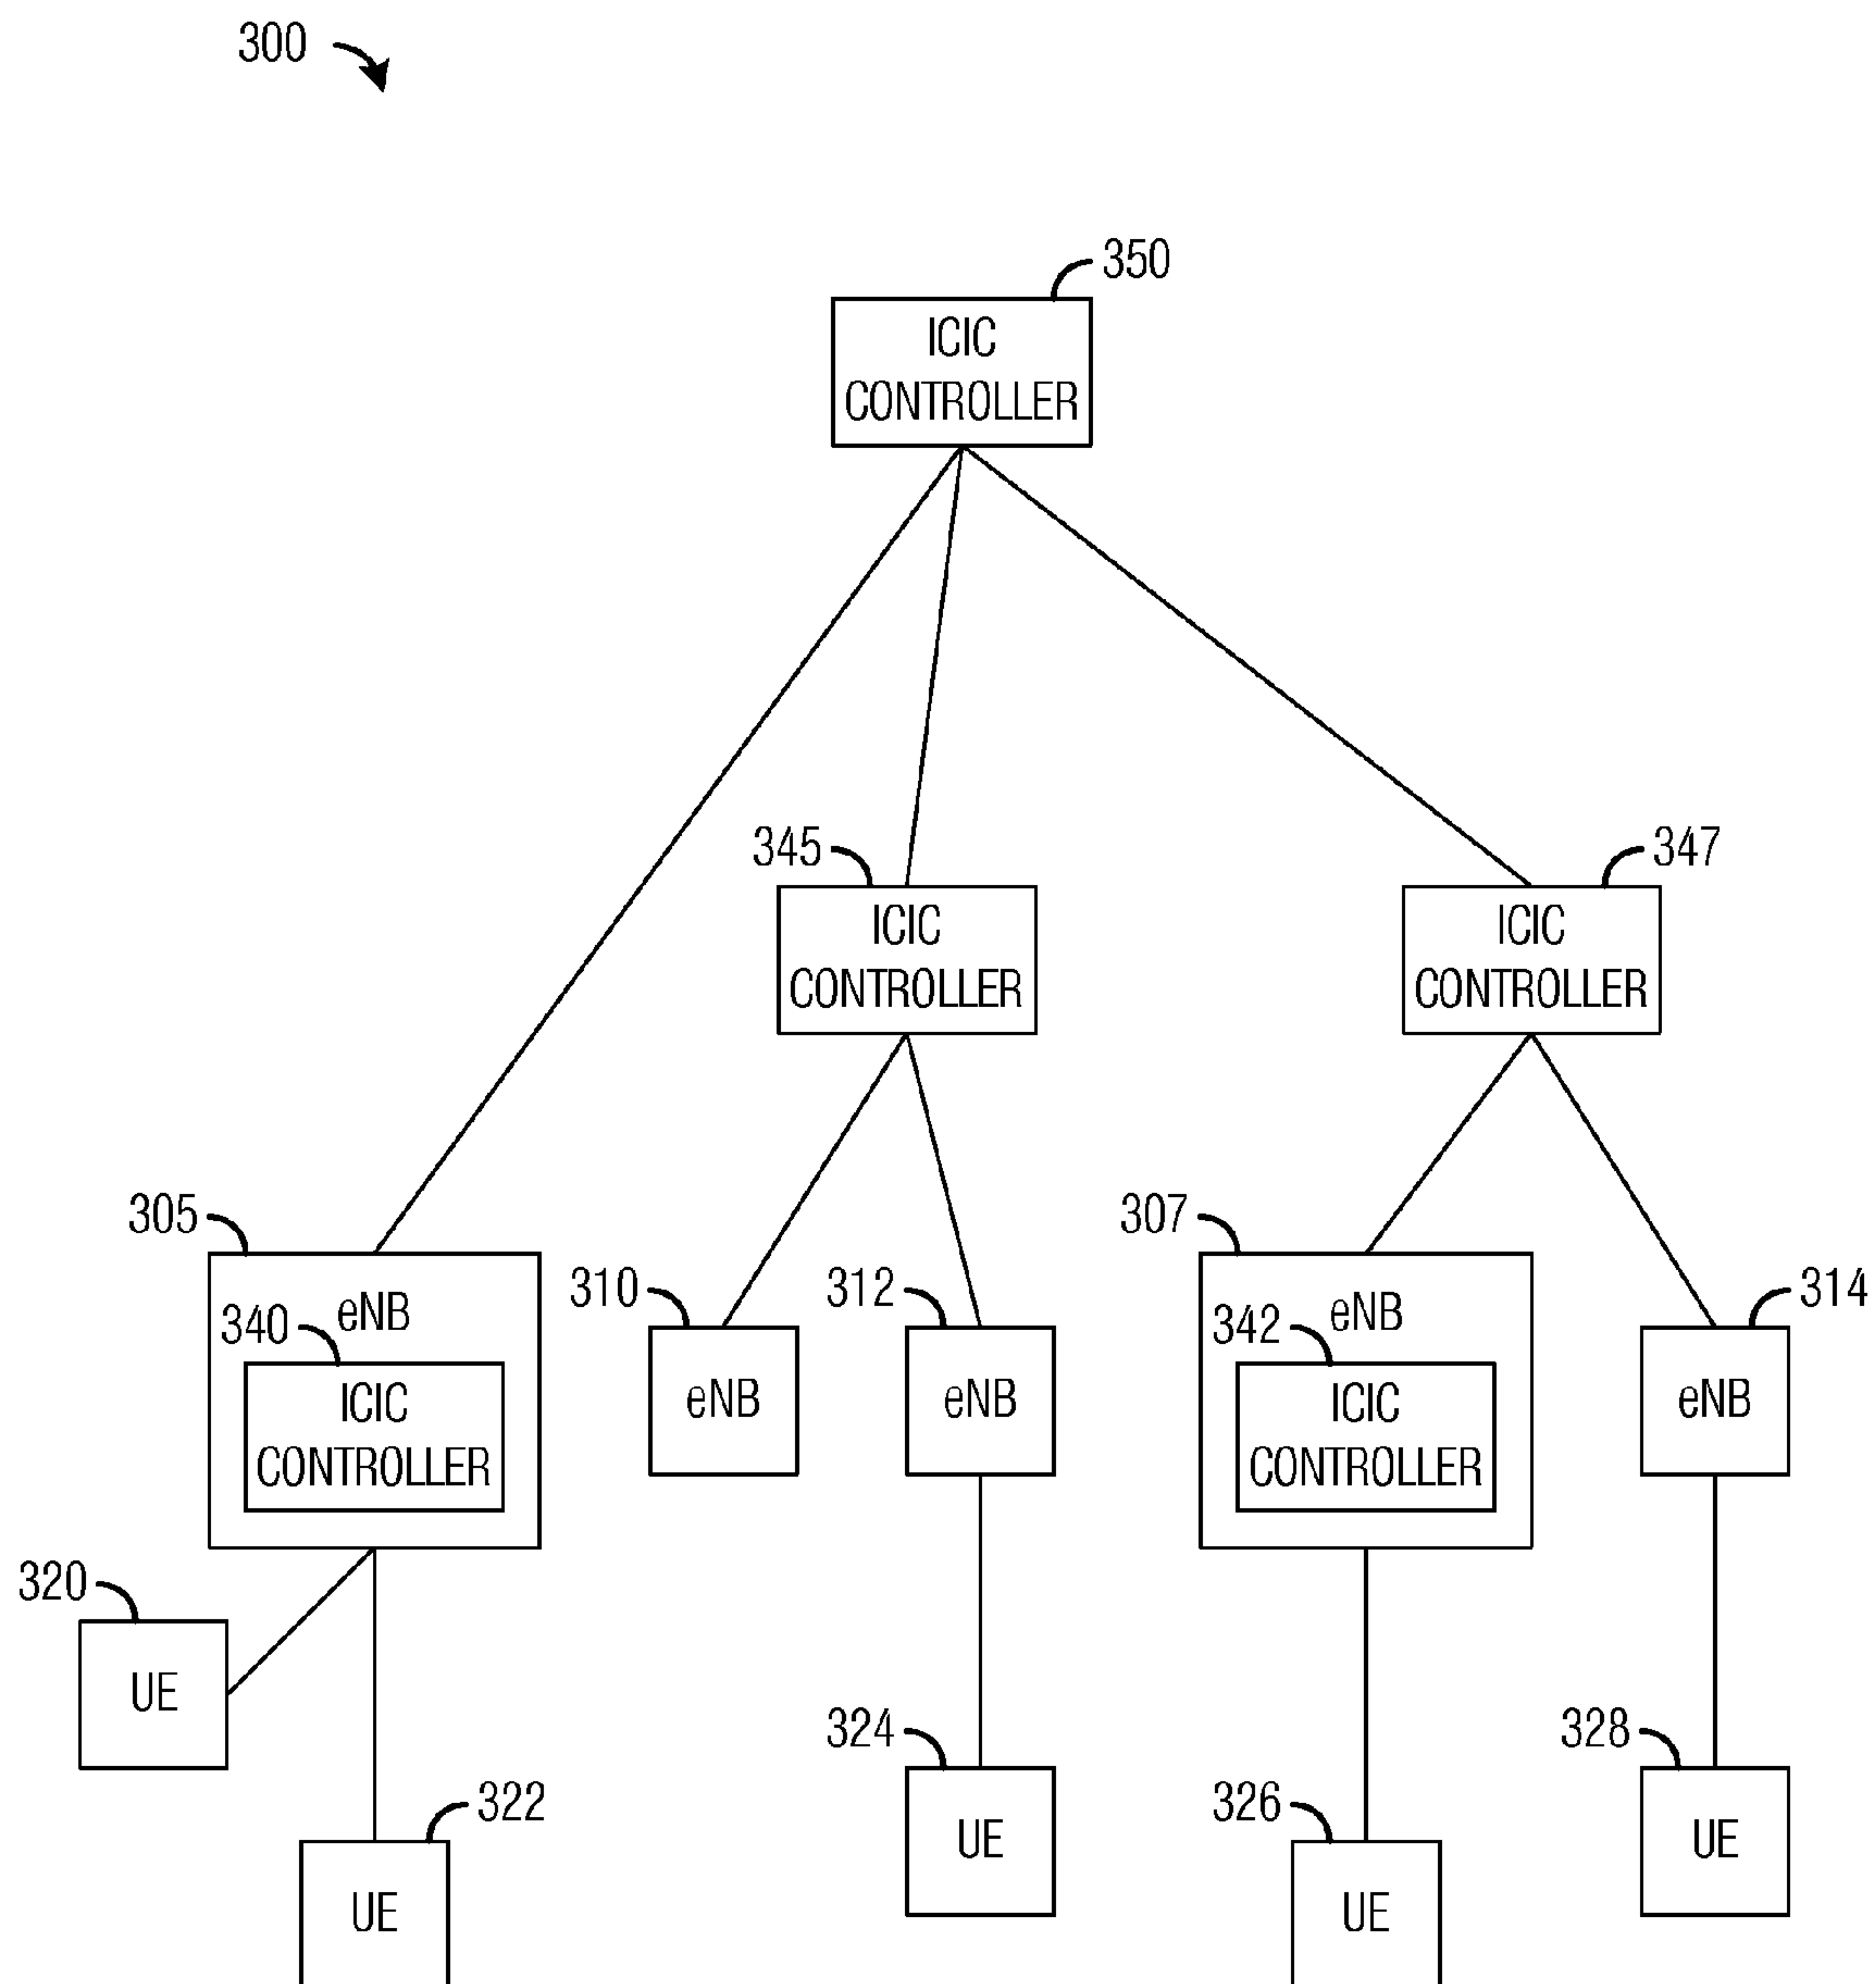 300
350
ICIC
CONTROLLER
345
ICIC
CONTROLLER
347
ICIC
CONTROLLER
305
eNB
340
ICIC
CONTROLLER
310
eNB
312
eNB
307
eNB
342
ICIC
CONTROLLER
314
eNB
320
UE
322
UE
324
UE
326
UE
328
UE